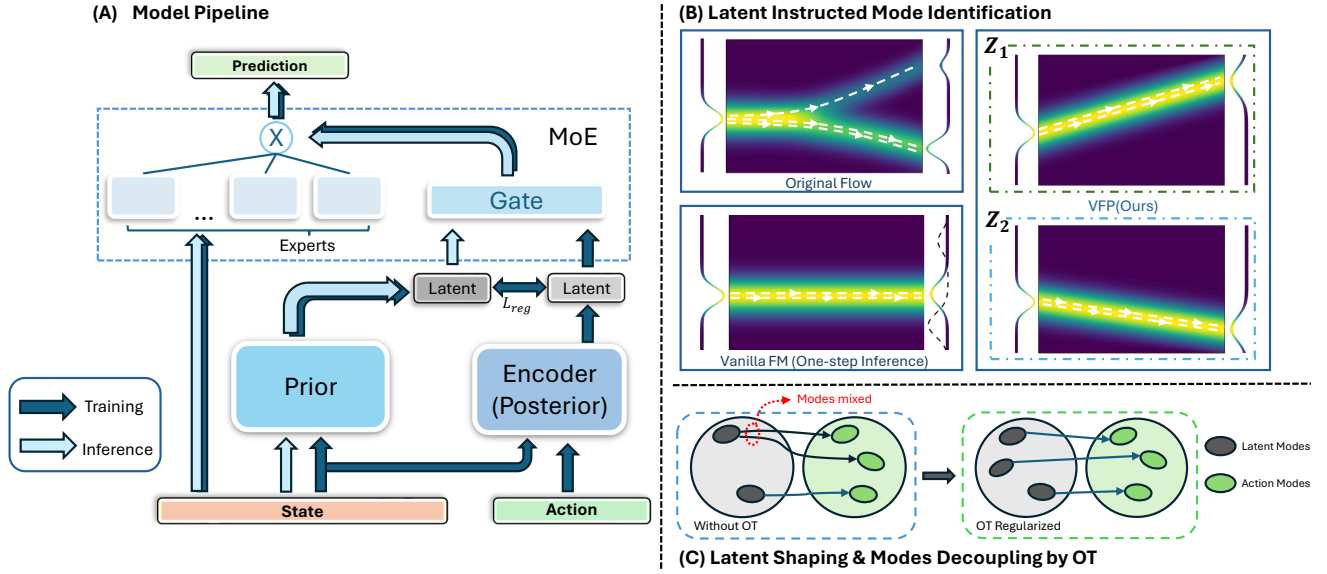 (A) Model Pipeline
Prediction
X
MoE
...
Experts
Gate
Latent
L_reg
Latent
Prior
Encoder
(Posterior)
Training
Inference
State
Action
(B) Latent Instructed Mode Identification
Original Flow
Vanilla FM (One-step Inference)
Z_1
VFP(Ours)
Z_2
Modes mixed
Without OT
OT Regularized
Latent Modes
Action Modes
(C) Latent Shaping & Modes Decoupling by OT